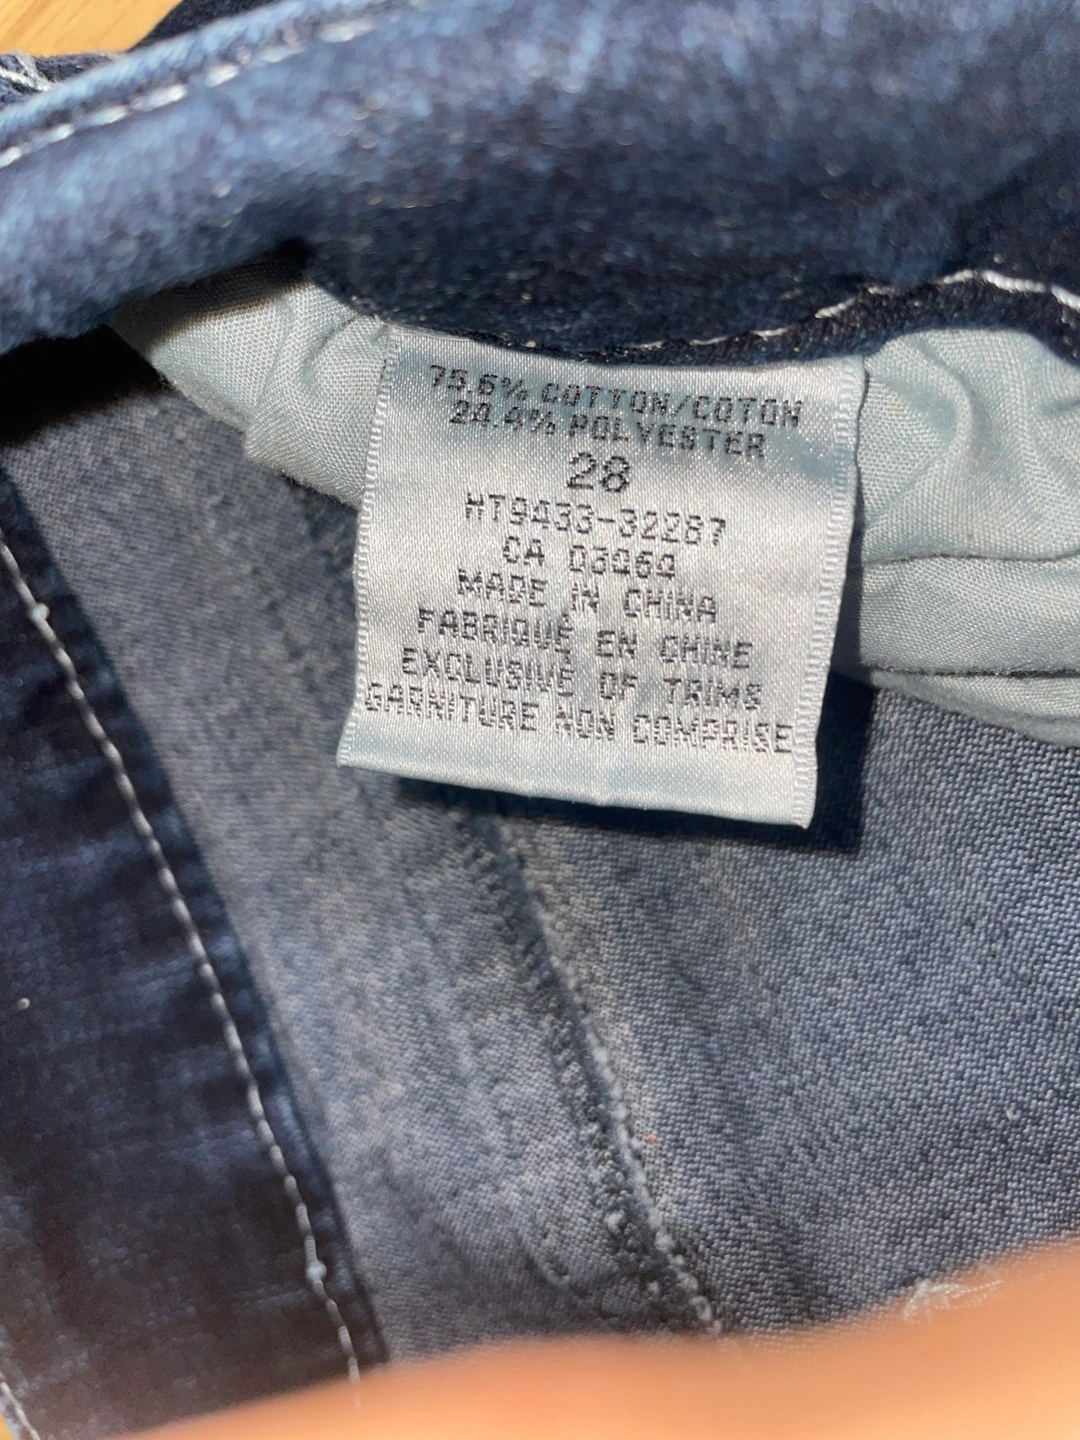 75.6% COTTON/COTON
24.4% POLYESTER
28
HT9433-32287
CA 03464
MADE IN CHINA
FABRIQUÉ EN CHINE
EXCLUSIVE OF TRIMS
GARNITURE NON COMPRISE